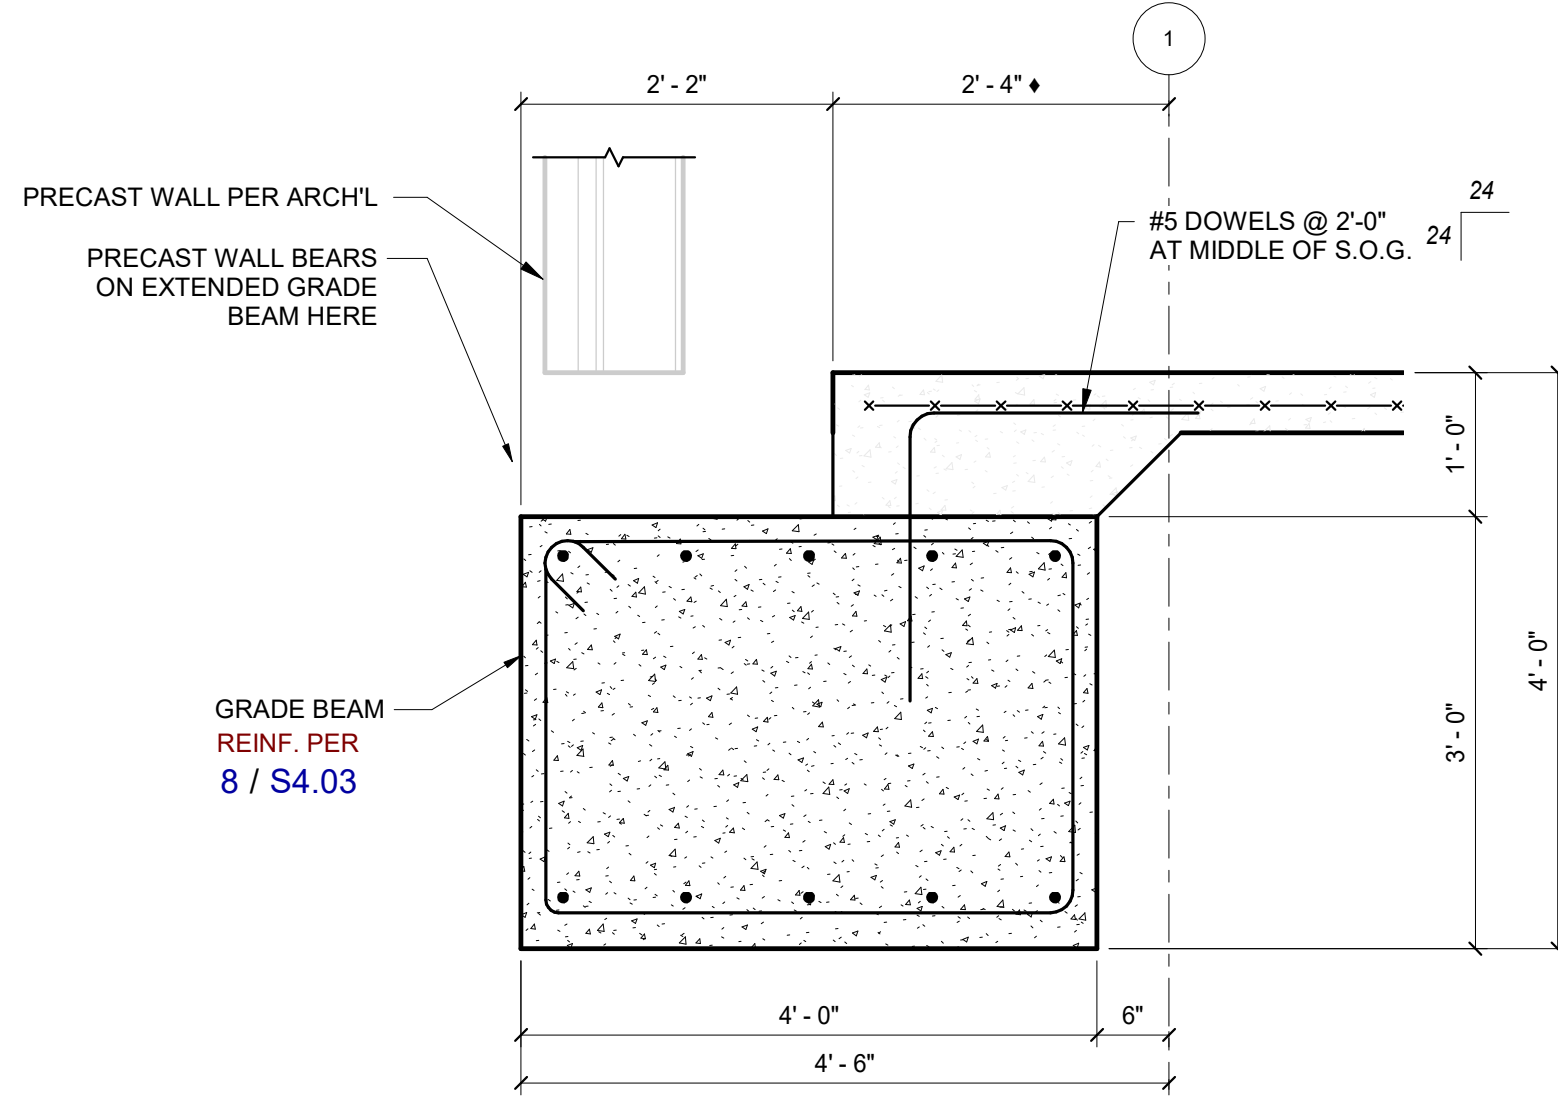 1
2' - 2"
2' - 4" ♦
PRECAST WALL PER ARCH'L
PRECAST WALL BEARS
ON EXTENDED GRADE
BEAM HERE
#5 DOWELS @ 2'-0"
AT MIDDLE OF S.O.G.
24
24
1' - 0"
3' - 0"
4' - 0"
GRADE BEAM
REINF. PER
8 / S4.03
4' - 0"
6"
4' - 6"